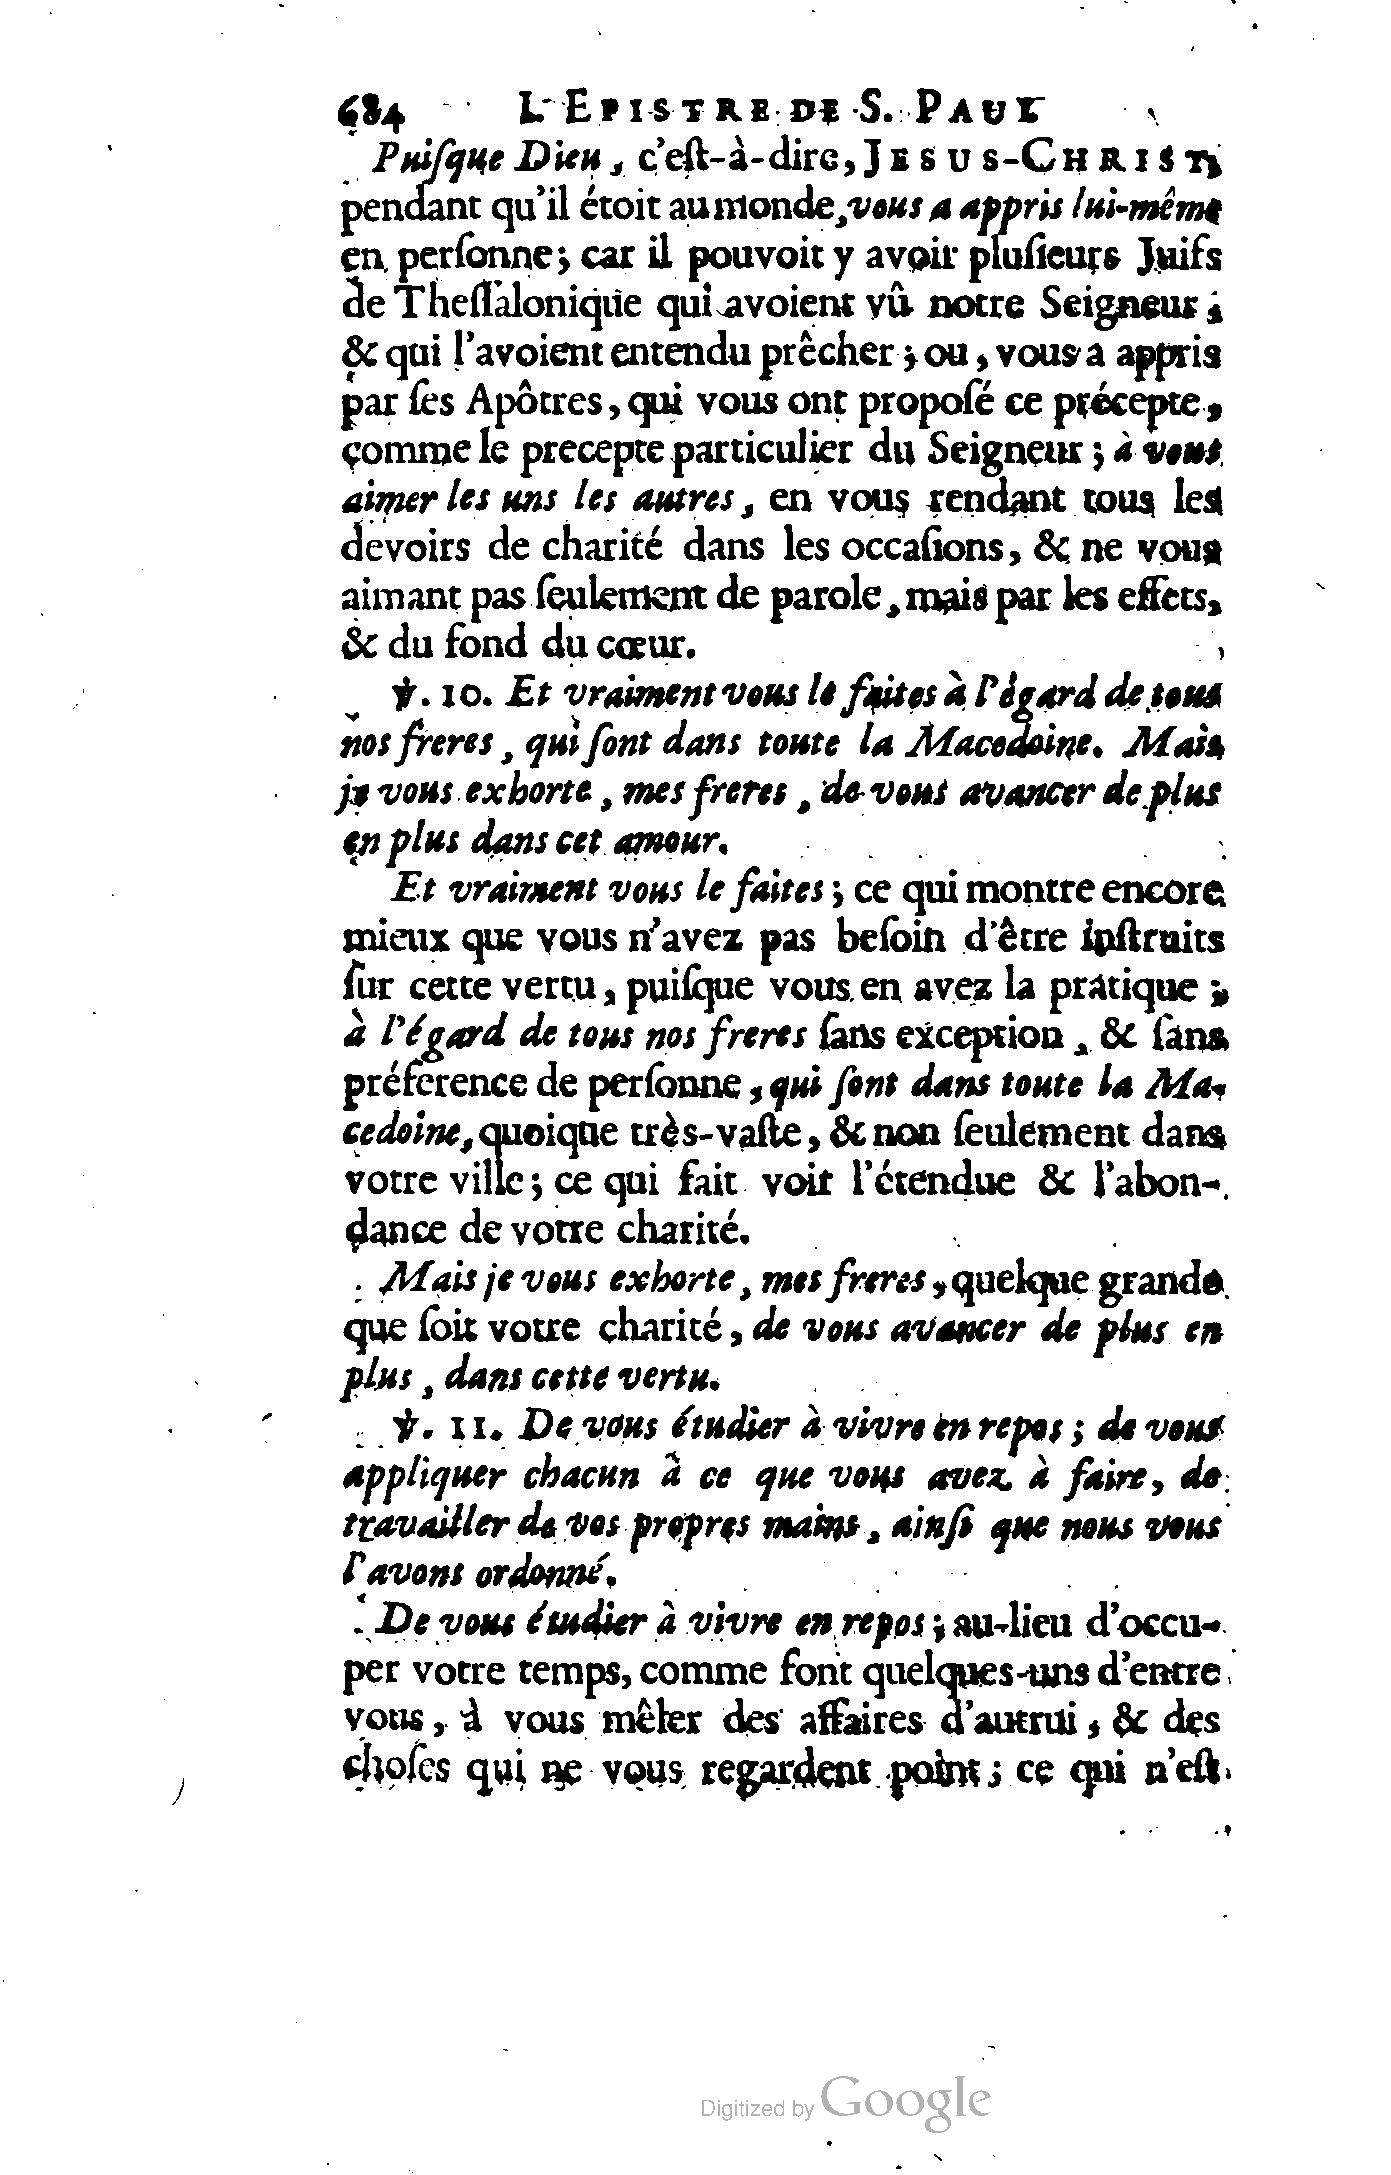 684 L'EPISTRE DE S. PAUL
Puiſque Dieu, c'eſt-à-dire, JESUS-CHRIST,
pendant qu'il étoit au monde, vous a appris lui-même
en perſonne; car il pouvoit y avoir pluſieurs Juifs
de Theſſalonique qui avoient vû notre Seigneur,
& qui l'avoient entendu prêcher; ou, vous a appris
par ſes Apôtres, qui vous ont propoſé ce précepte,
comme le precepte particulier du Seigneur; à vous
aimer les uns les autres, en vous rendant tous les
devoirs de charité dans les occaſions, & ne vous
aimant pas ſeulement de parole, mais par les effets,
& du fond du cœur.
℣. 10. Et vraiment vous le faites à l'égard de tous
nos freres, qui ſont dans toute la Macedoine. Mais
je vous exhorte, mes freres, de vous avancer de plus
en plus dans cet amour.
Et vraiment vous le faites; ce qui montre encore
mieux que vous n'avez pas beſoin d'être inſtruits
ſur cette vertu, puiſque vous en avez la pratique;
à l'égard de tous nos freres ſans exception, & ſans
préference de perſonne, qui ſont dans toute la Ma-
cedoine, quoique très-vaſte, & non ſeulement dans
votre ville; ce qui fait voir l'étendue & l'abon-
dance de votre charité.
Mais je vous exhorte, mes freres, quelque grande
que ſoit votre charité, de vous avancer de plus en
plus, dans cette vertu.
℣. 11. De vous étudier à vivre en repos; de vous
appliquer chacun à ce que vous avez à faire, de
travailler de vos propres mains, ainſi que nous vous
l'avons ordonné.
De vous étudier à vivre en repos; au-lieu d'occu-
per votre temps, comme font quelques-uns d'entre
vous, à vous mêler des affaires d'autrui, & des
choſes qui ne vous regardent point; ce qui n'eſt
Digitized by Google